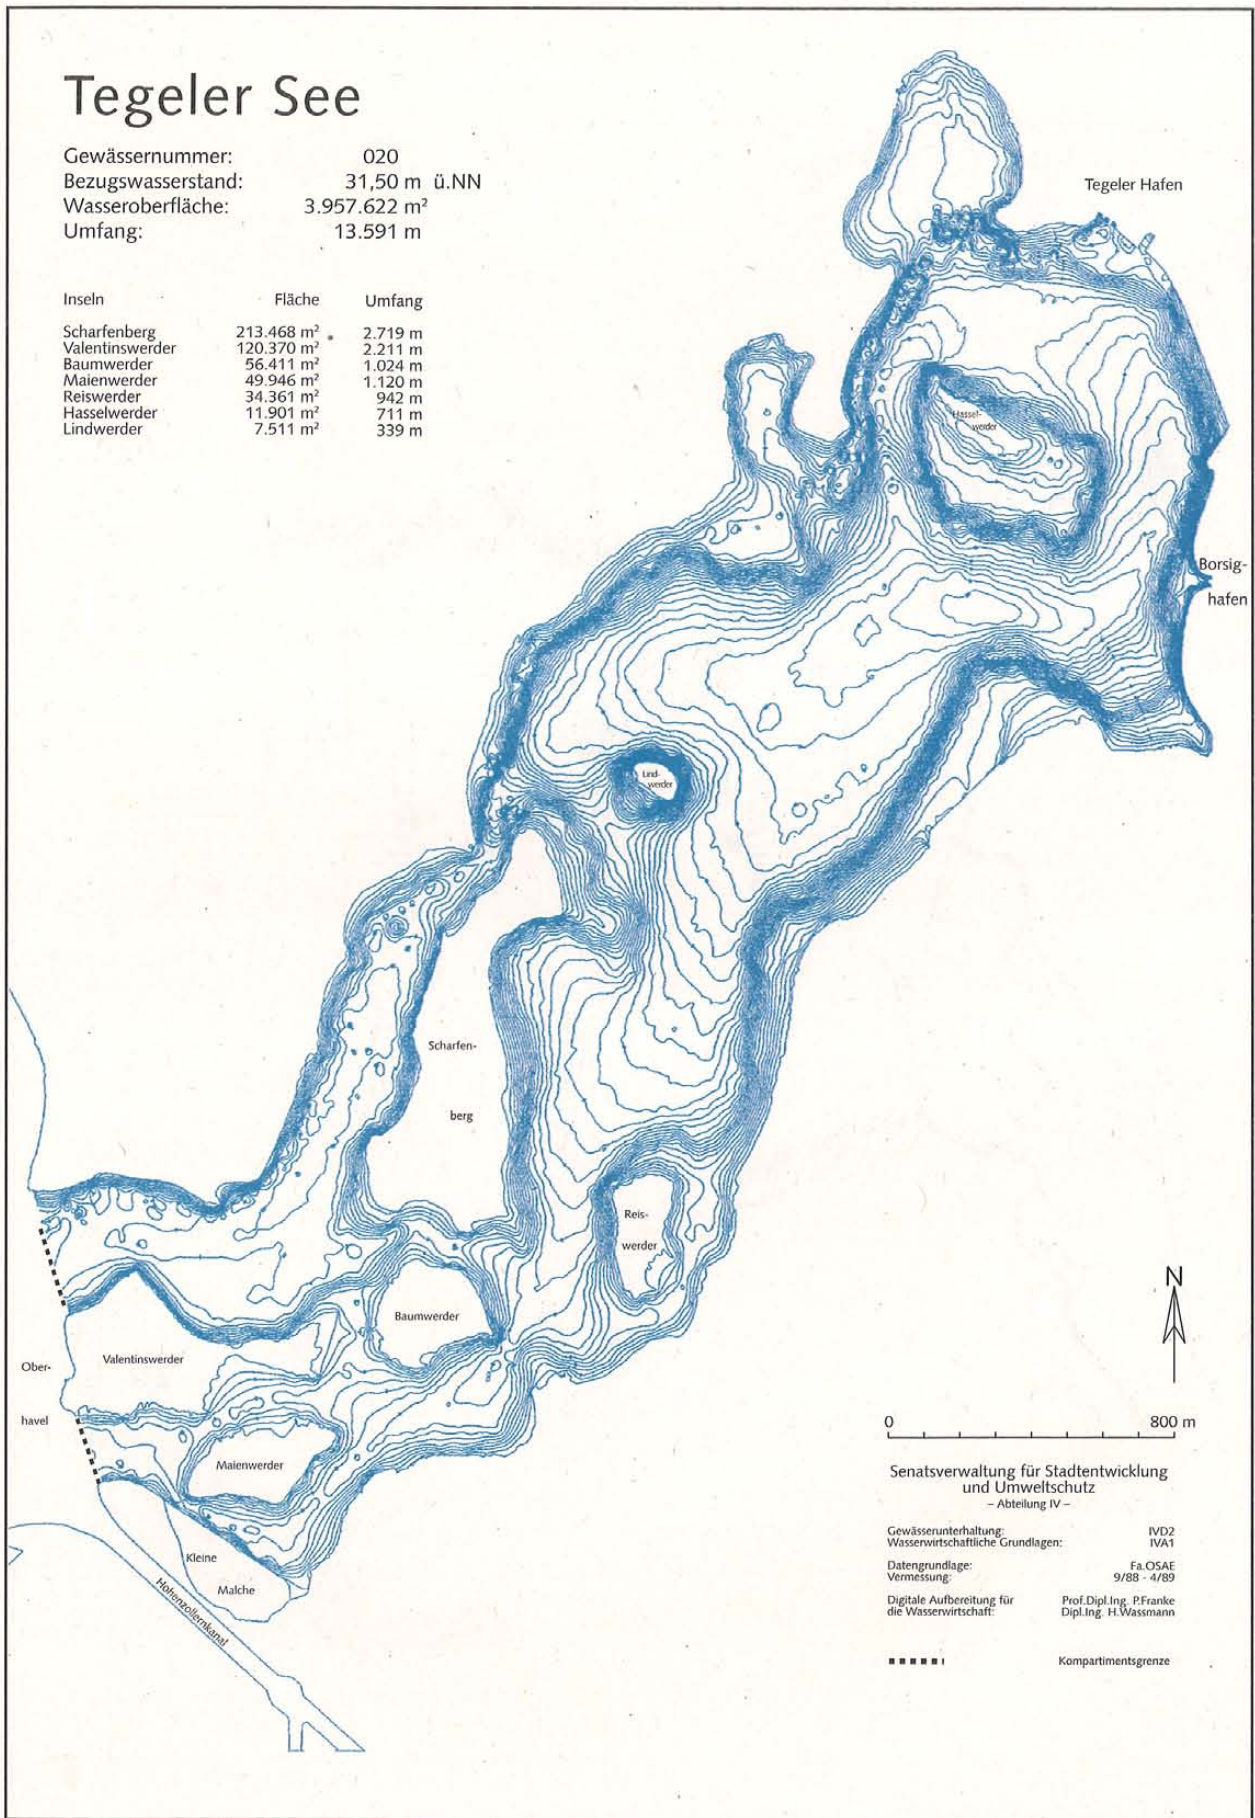 Tegeler See
Gewässernummer: 020
Bezugswasserstand: 31,50 m ü.NN
Wasseroberfläche: 3.957.622 m²
Umfang: 13.591 m
Inseln Fläche Umfang
Scharfenberg 213.468 m² 2.719 m
Valentinswerder 120.370 m² 2.211 m
Baumwerder 56.411 m² 1.024 m
Maienwerder 49.946 m² 1.120 m
Reiswerder 34.361 m² 942 m
Hasselwerder 11.901 m² 711 m
Lindwerder 7.511 m² 339 m
Tegeler Hafen
Hassel-
werder
Borsig-
hafen
Lind-
werder
Scharfen-
berg
Reis-
werder
Baumwerder
Valentinswerder
Ober-
havel
Maienwerder
Kleine
Malche
Hohenzollernkanal
N
0 800 m
Senatsverwaltung für Stadtentwicklung
und Umweltschutz
– Abteilung IV –
Gewässerunterhaltung: IVD2
Wasserwirtschaftliche Grundlagen: IVA1
Datengrundlage: Fa.OSAE
Vermessung: 9/88 - 4/89
Digitale Aufbereitung für Prof.Dipl.Ing. P.Franke
die Wasserwirtschaft: Dipl.Ing. H.Wassmann
Kompartimentsgrenze